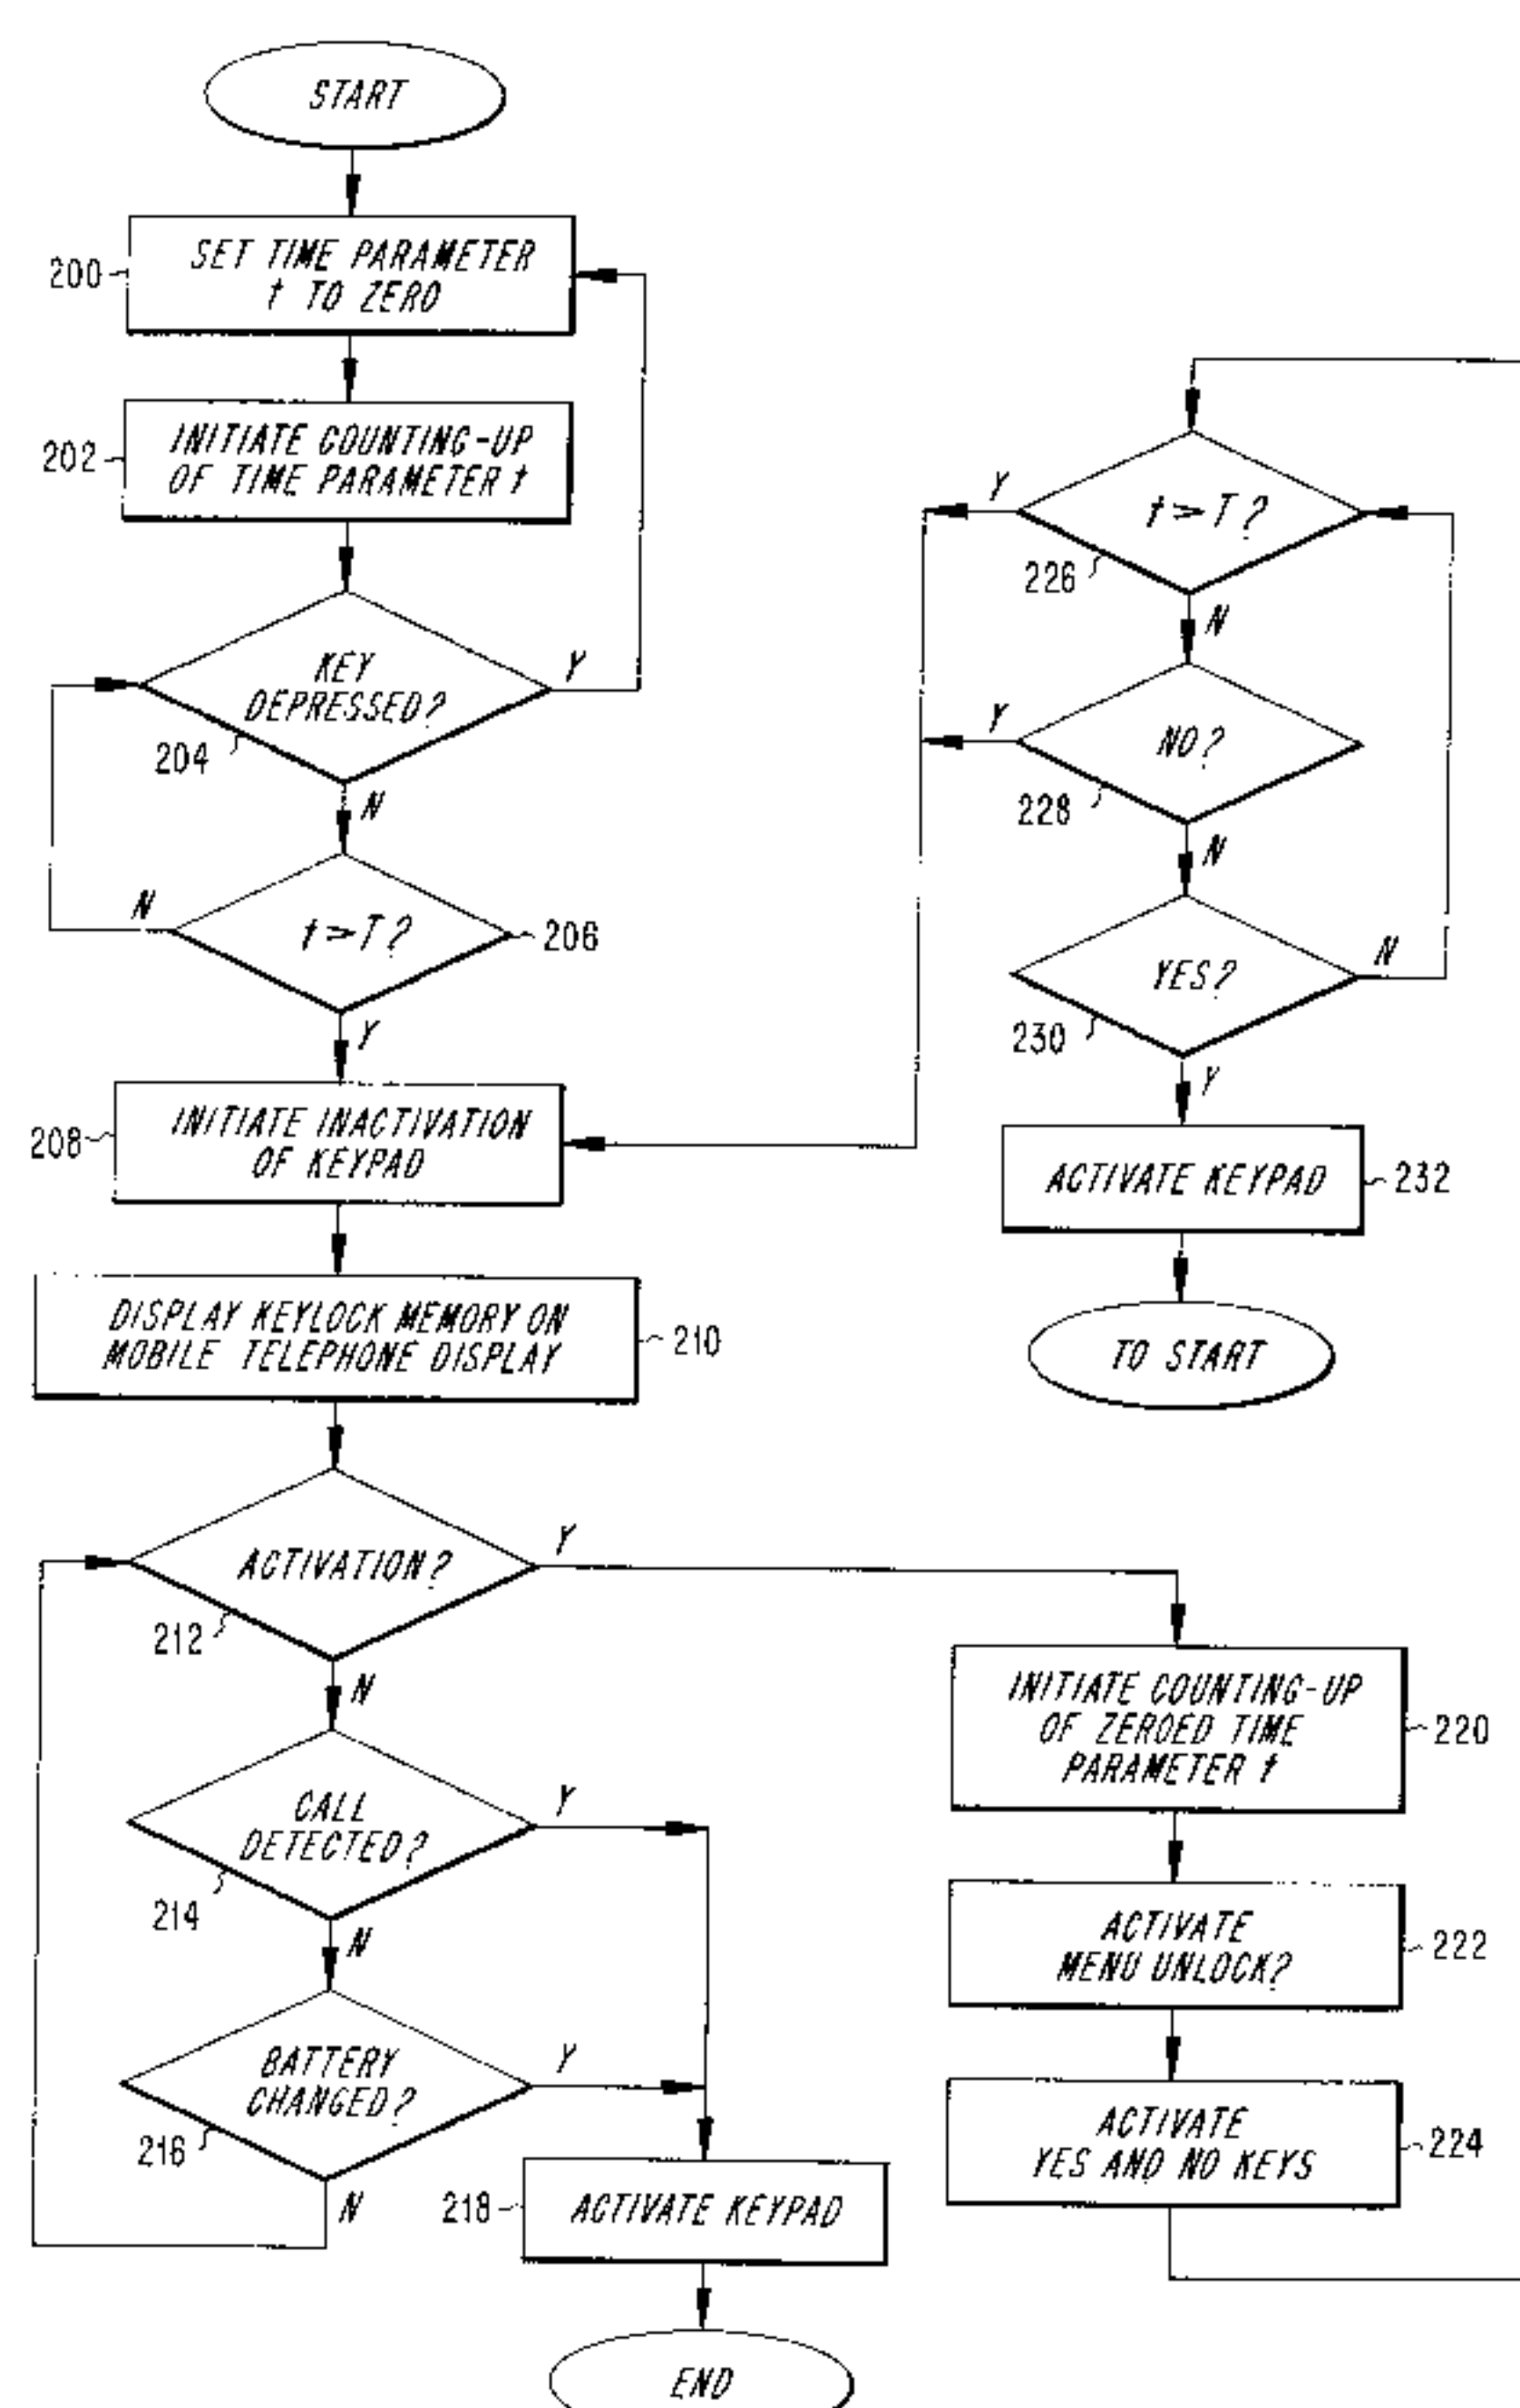 START
200
SET TIME PARAMETER
t TO ZERO
202
INITIATE COUNTING-UP
OF TIME PARAMETER t
KEY
DEPRESSED?
Y
204
N
N
t > T?
206
Y
208
INITIATE INACTIVATION
OF KEYPAD
DISPLAY KEYLOCK MEMORY ON
MOBILE TELEPHONE DISPLAY
210
ACTIVATION?
Y
212
N
CALL
DETECTED?
Y
214
N
BATTERY
CHANGED?
Y
216
N
218
ACTIVATE KEYPAD
END
INITIATE COUNTING-UP
OF ZEROED TIME
PARAMETER t
220
ACTIVATE
MENU UNLOCK?
222
ACTIVATE
YES AND NO KEYS
224
Y
t > T?
226
N
Y
NO?
228
N
YES?
N
230
Y
ACTIVATE KEYPAD
232
TO START